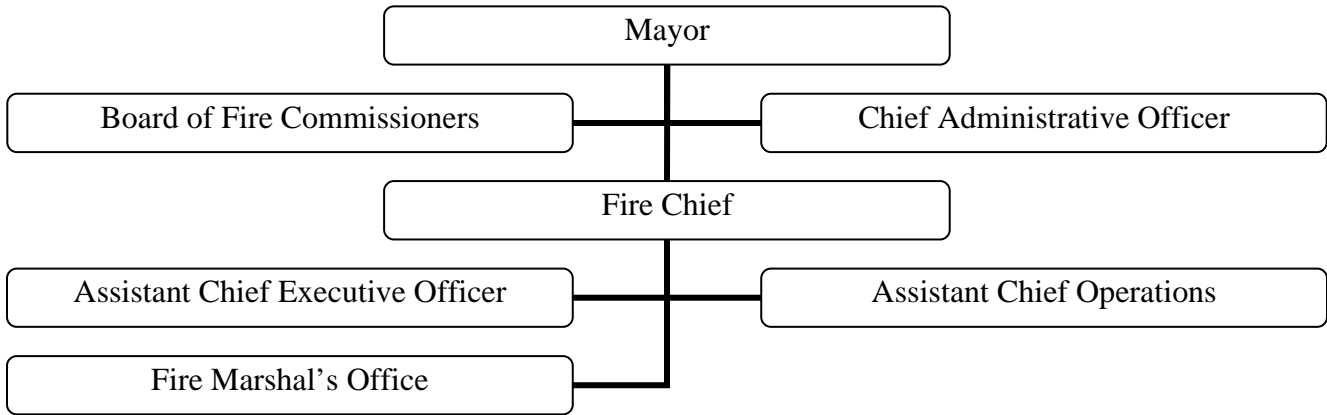 Mayor
Board of Fire Commissioners
Chief Administrative Officer
Fire Chief
Assistant Chief Executive Officer
Assistant Chief Operations
Fire Marshal’s Office